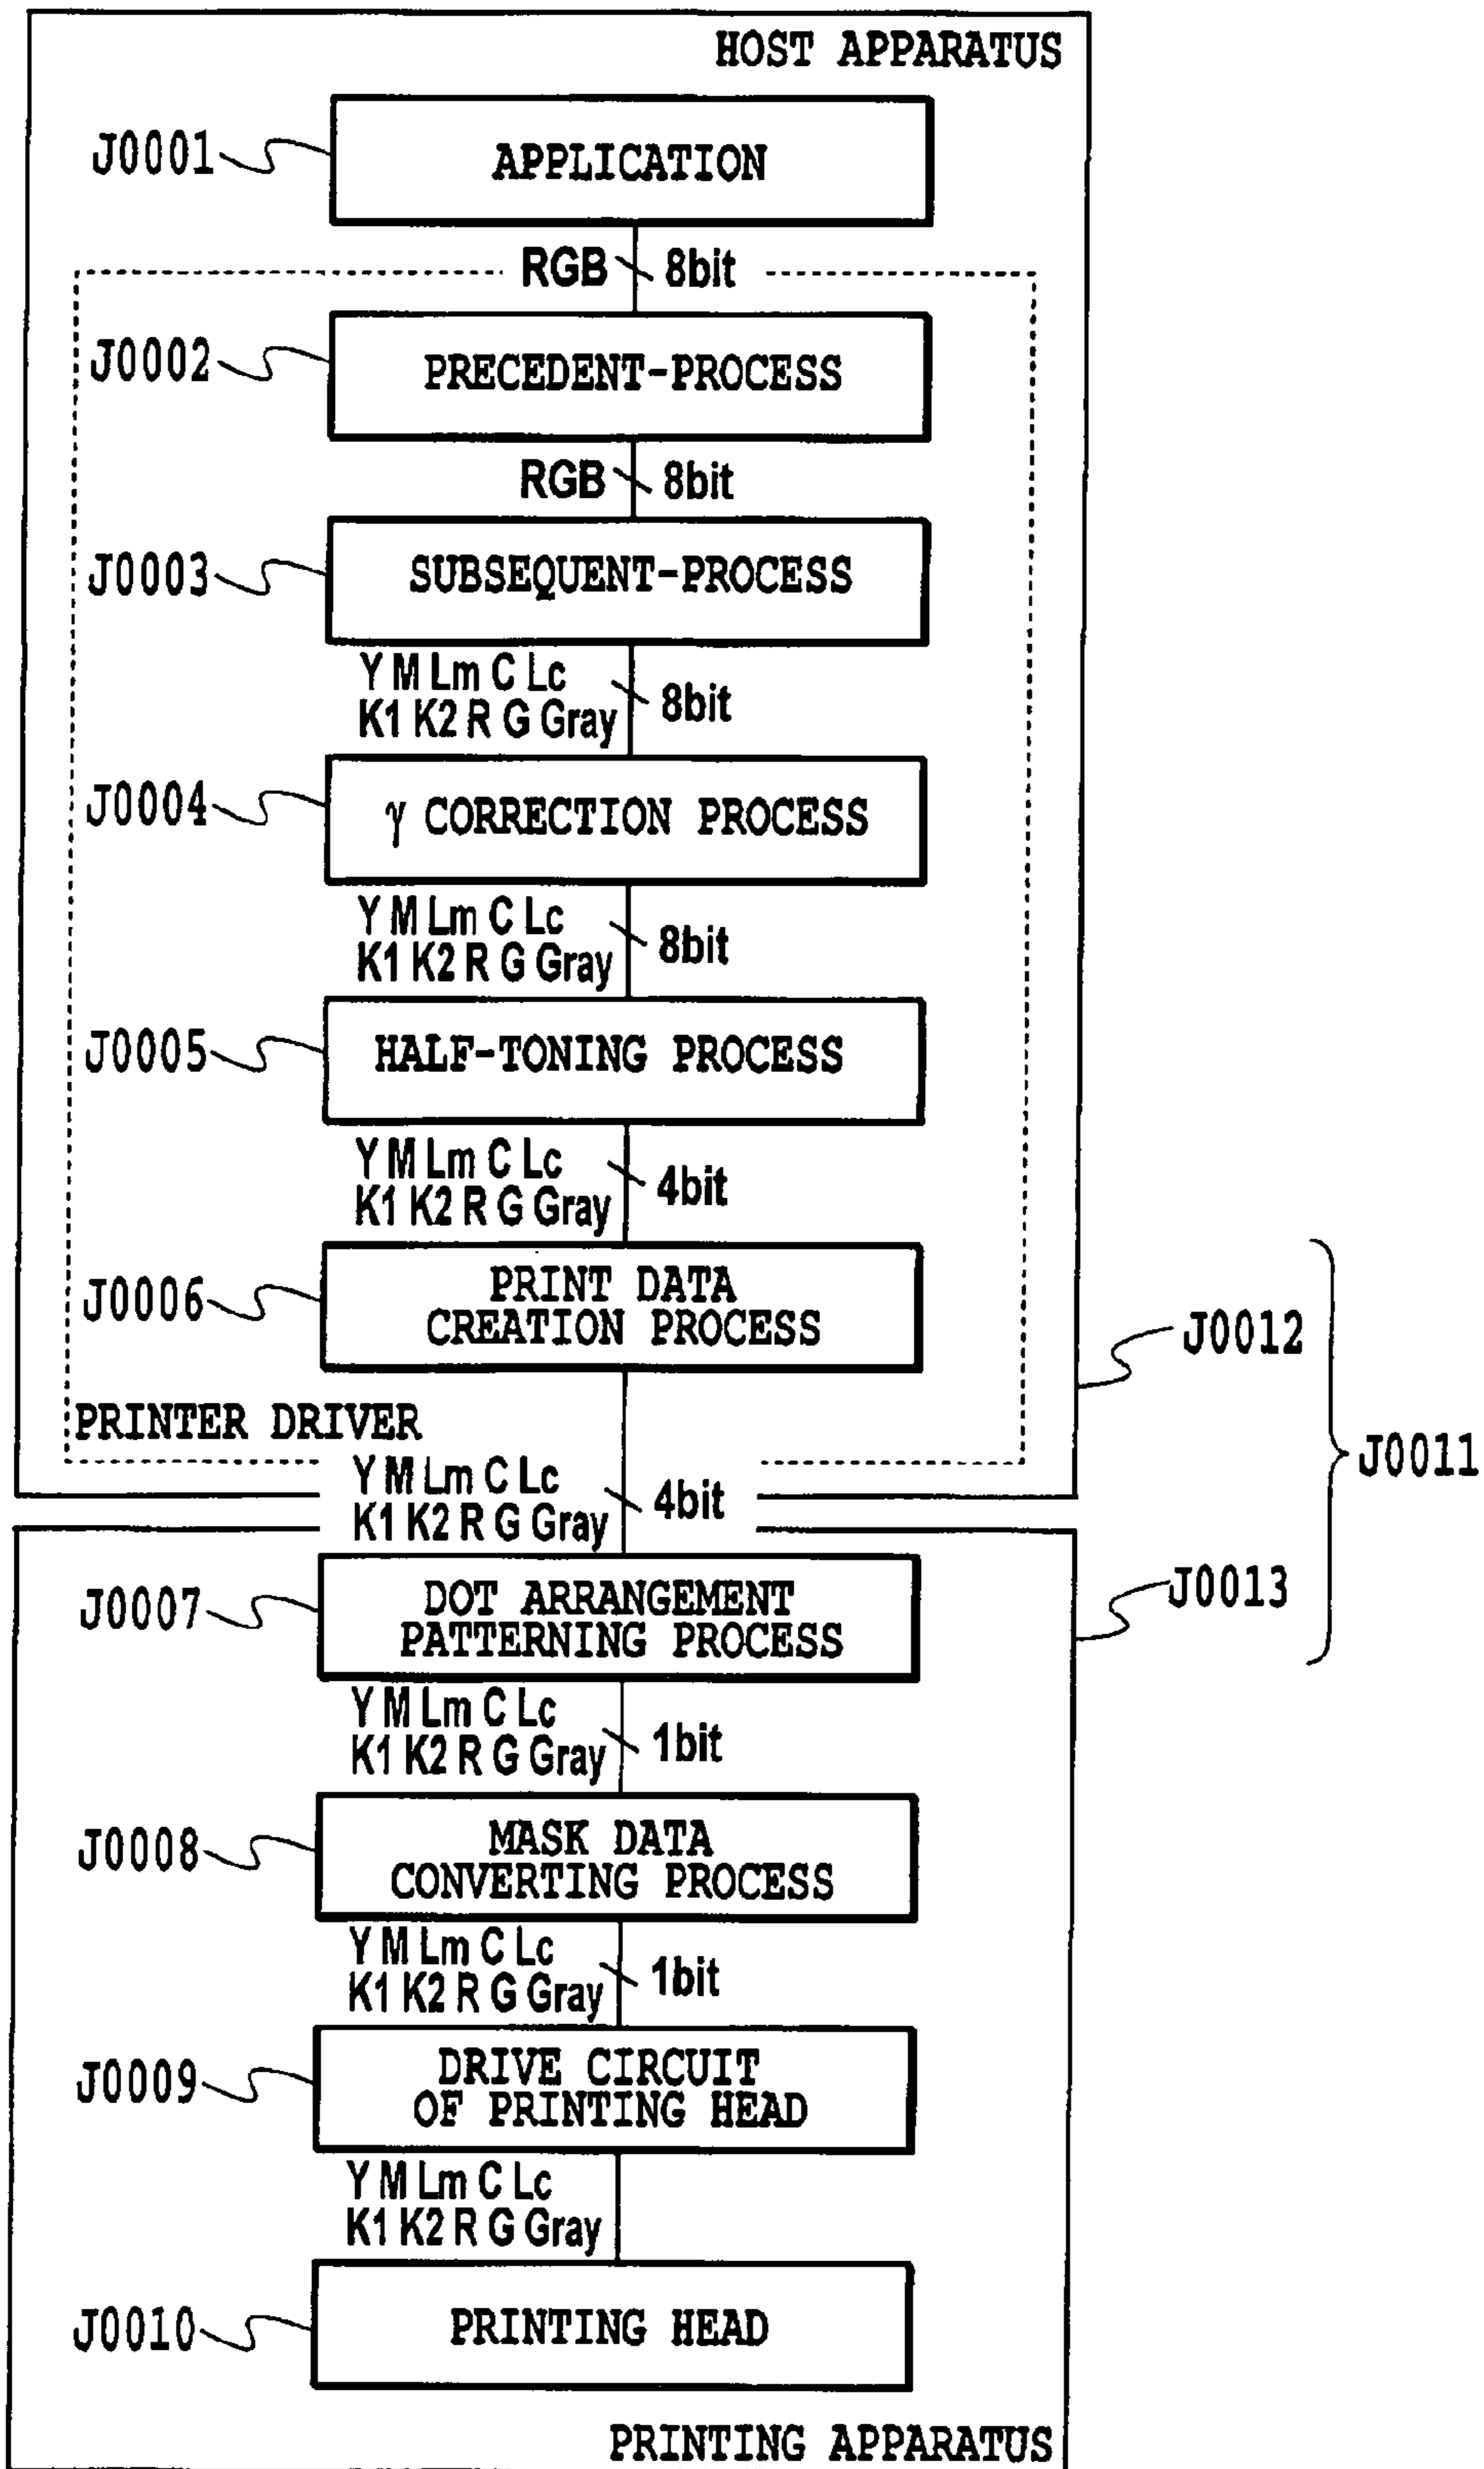 HOST APPARATUS
J0001
APPLICATION
RGB 8bit
J0002
PRECEDENT-PROCESS
RGB 8bit
J0003
SUBSEQUENT-PROCESS
Y M Lm C Lc
K1 K2 R G Gray
8bit
J0004
γ CORRECTION PROCESS
Y M Lm C Lc
K1 K2 R G Gray
8bit
J0005
HALF-TONING PROCESS
Y M Lm C Lc
K1 K2 R G Gray
4bit
J0006
PRINT DATA
CREATION PROCESS
J0012
PRINTER DRIVER
J0011
Y M Lm C Lc
K1 K2 R G Gray
4bit
J0007
DOT ARRANGEMENT
PATTERNING PROCESS
J0013
Y M Lm C Lc
K1 K2 R G Gray
1bit
J0008
MASK DATA
CONVERTING PROCESS
Y M Lm C Lc
K1 K2 R G Gray
1bit
J0009
DRIVE CIRCUIT
OF PRINTING HEAD
Y M Lm C Lc
K1 K2 R G Gray
J0010
PRINTING HEAD
PRINTING APPARATUS